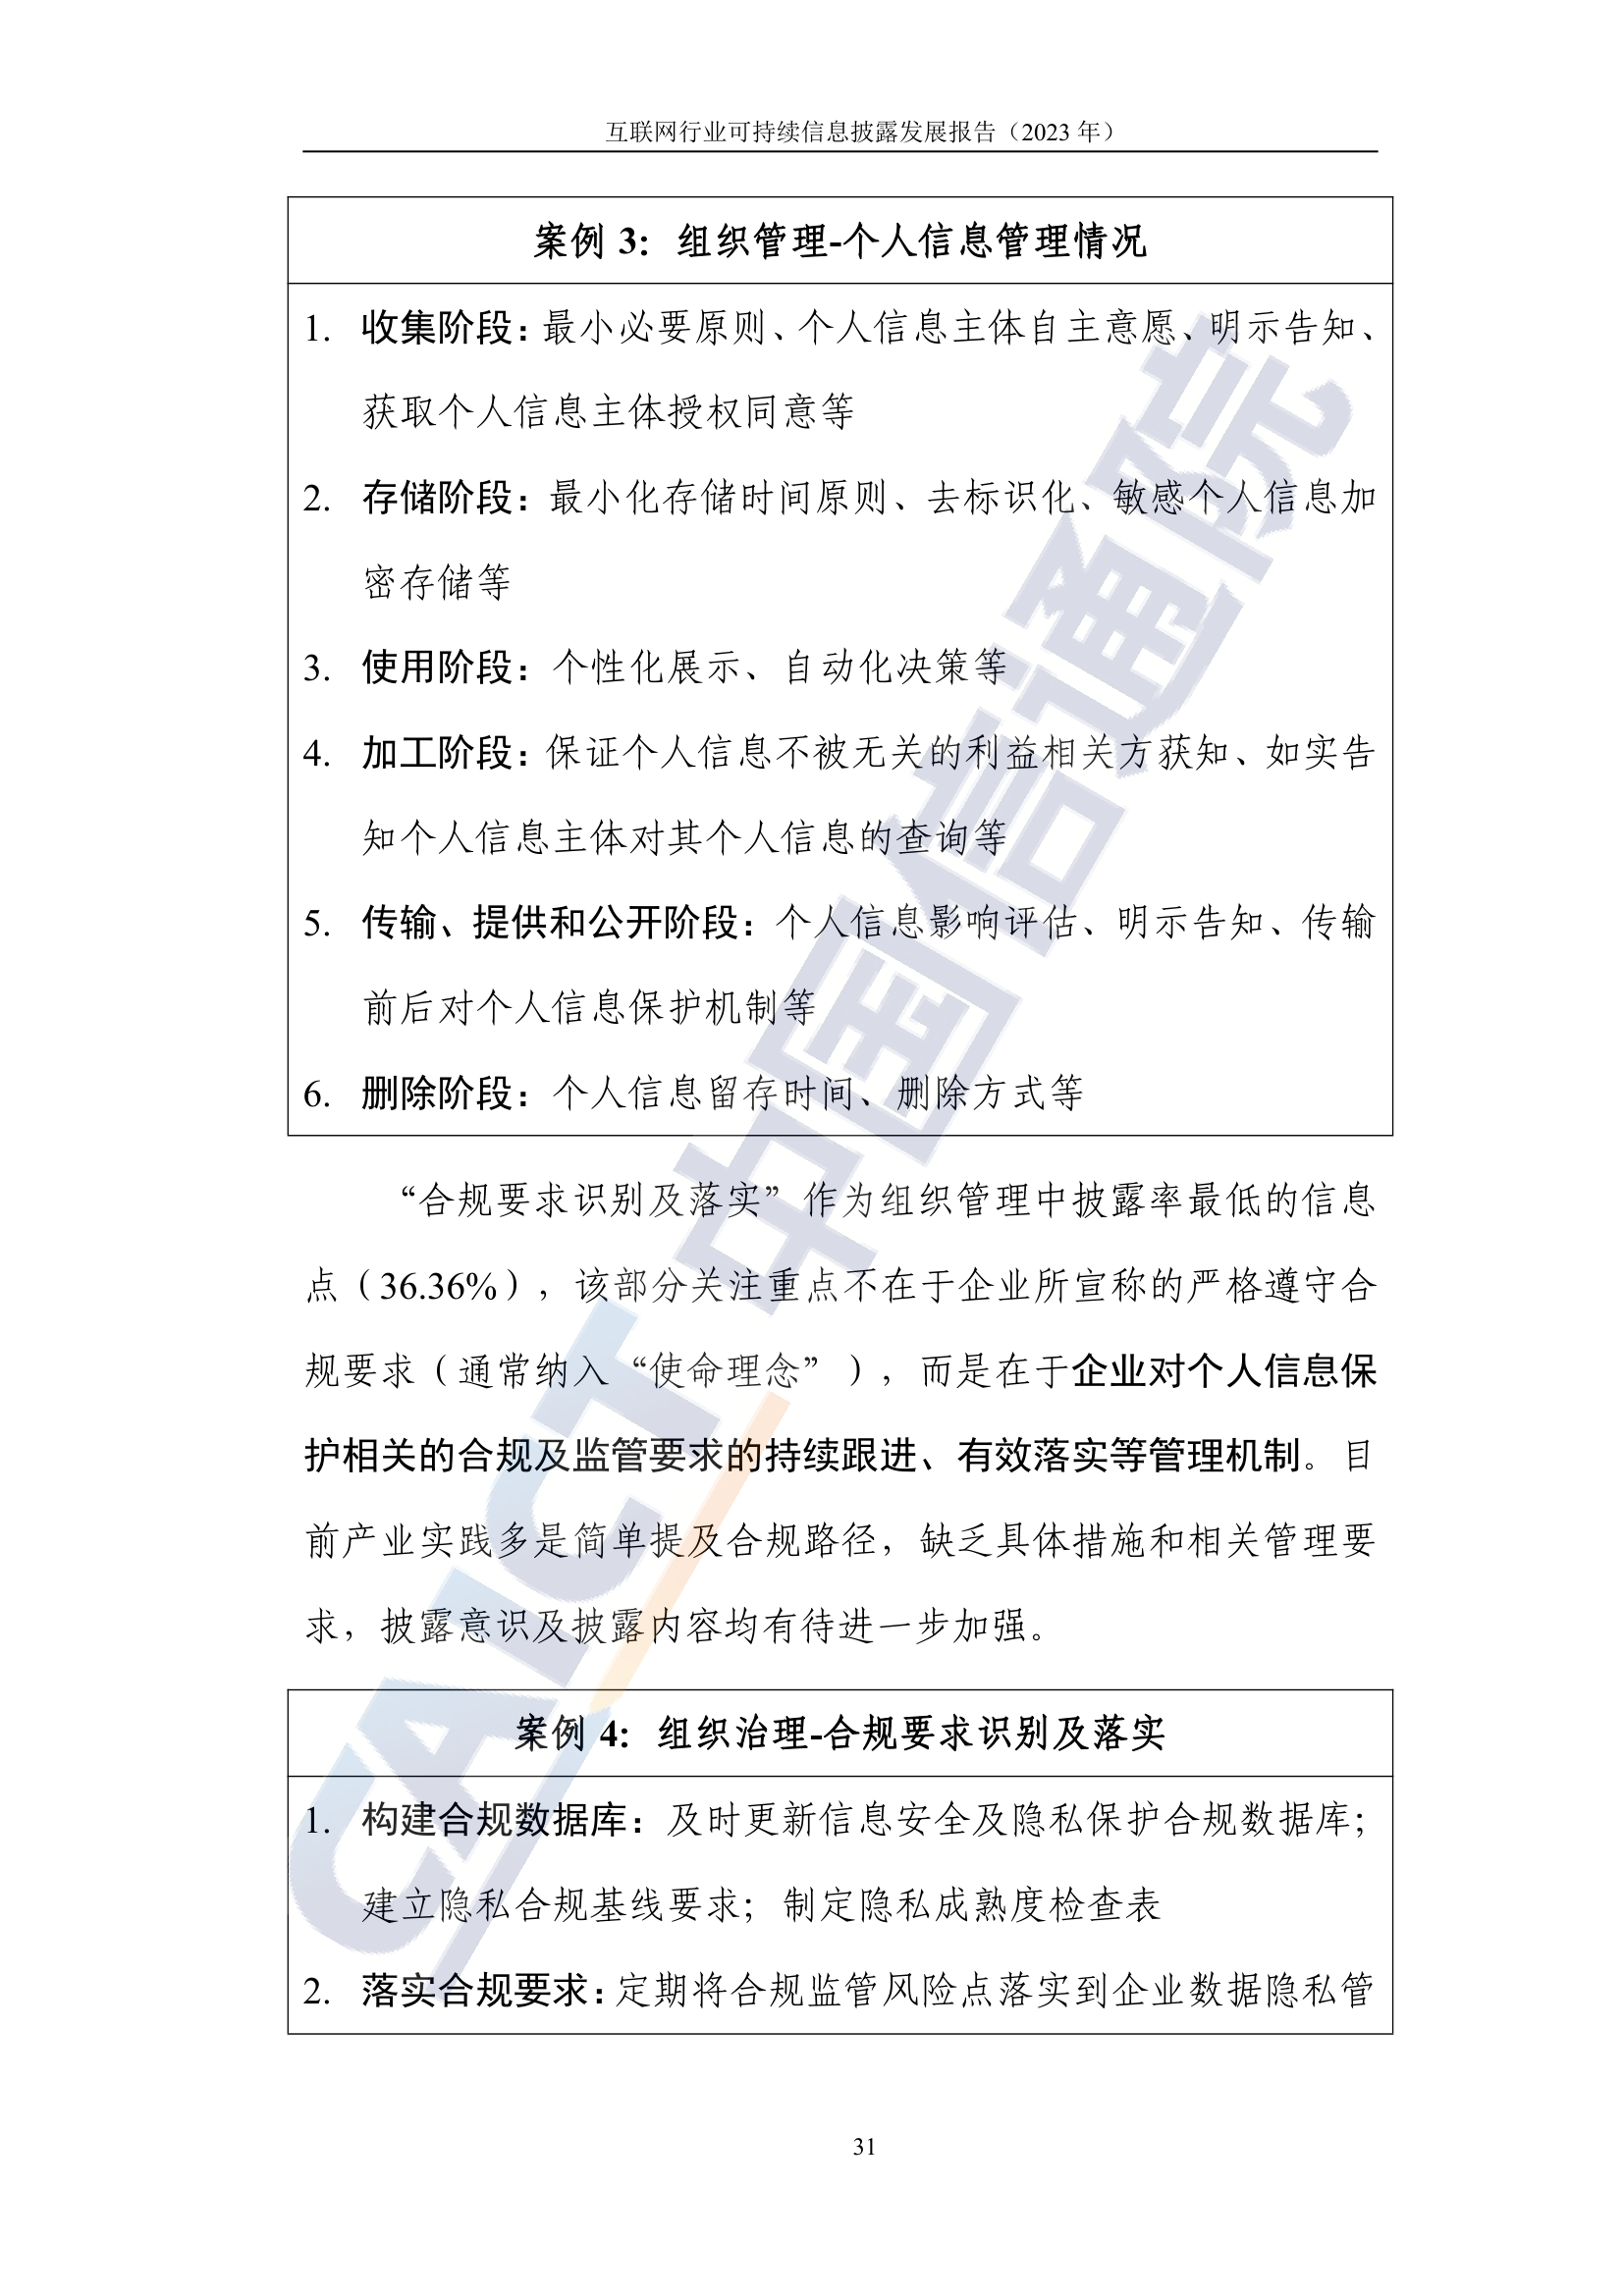 互联网行业可持续信息披露发展报告（2023 年）
案例 3：组织管理-个人信息管理情况
1. 收集阶段：最小必要原则、个人信息主体自主意愿、明示告知、
获取个人信息主体授权同意等
2. 存储阶段：最小化存储时间原则、去标识化、敏感个人信息加
密存储等
3. 使用阶段：个性化展示、自动化决策等
4. 加工阶段：保证个人信息不被无关的利益相关方获知、如实告
知个人信息主体对其个人信息的查询等
5. 传输、提供和公开阶段：个人信息影响评估、明示告知、传输
前后对个人信息保护机制等
6. 删除阶段：个人信息留存时间、删除方式等
“合规要求识别及落实”作为组织管理中披露率最低的信息
点（36.36%），该部分关注重点不在于企业所宣称的严格遵守合
规要求（通常纳入“使命理念”），而是在于企业对个人信息保
护相关的合规及监管要求的持续跟进、有效落实等管理机制。目
前产业实践多是简单提及合规路径，缺乏具体措施和相关管理要
求，披露意识及披露内容均有待进一步加强。
案例 4：组织治理-合规要求识别及落实
1. 构建合规数据库：及时更新信息安全及隐私保护合规数据库；
建立隐私合规基线要求；制定隐私成熟度检查表
2. 落实合规要求：定期将合规监管风险点落实到企业数据隐私管
31
CAICT 中国信通院